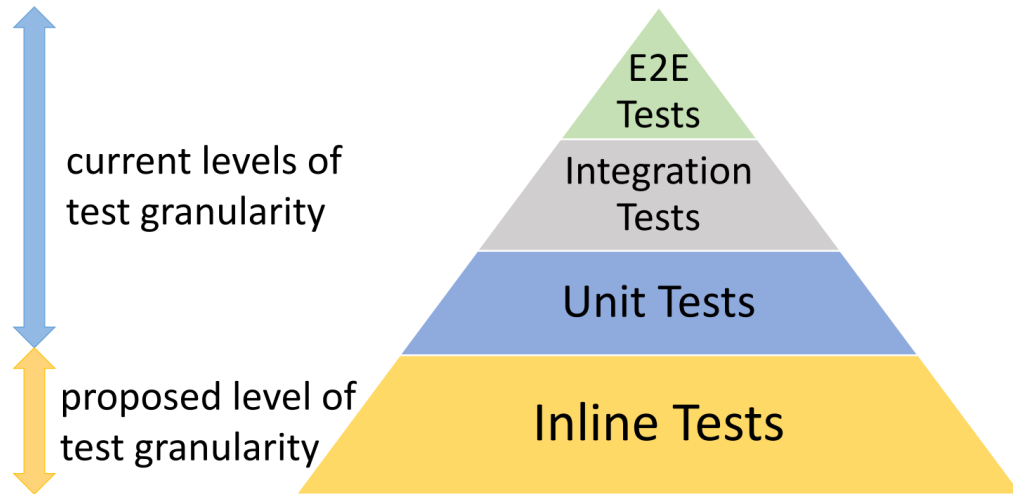 E2E
Tests
current levels of
test granularity
Integration
Tests
Unit Tests
proposed level of
test granularity
Inline Tests